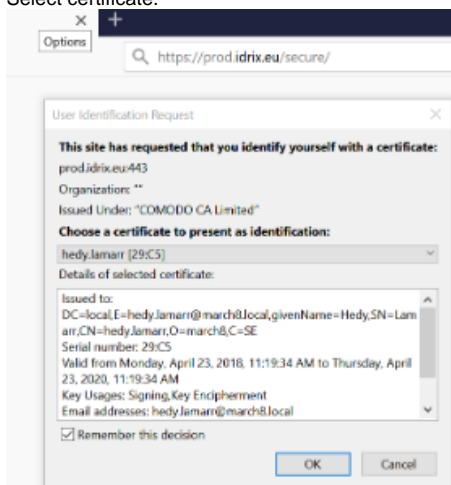 Select certificate.
Options
https://prod.idrix.eu/secure/
User Identification Request
This site has requested that you identify yourself with a certificate:
prod.idrix.eu:443
Organization: ""
Issued Under: "COMODO CA Limited"
Choose a certificate to present as identification:
hedy.lamarr [29:C5]
Details of selected certificate:
Issued to:
DC=local,E=hedy.lamarr@march8.local,givenName=Hedy,SN=Lam
arr,CN=hedy.lamarr,O=march8,C=SE
Serial number: 29:C5
Valid from Monday, April 23, 2018, 11:19:34 AM to Thursday, April
23, 2020, 11:19:34 AM
Key Usages: Signing,Key Encipherment
Email addresses: hedy.lamarr@march8.local
Remember this decision
OK
Cancel